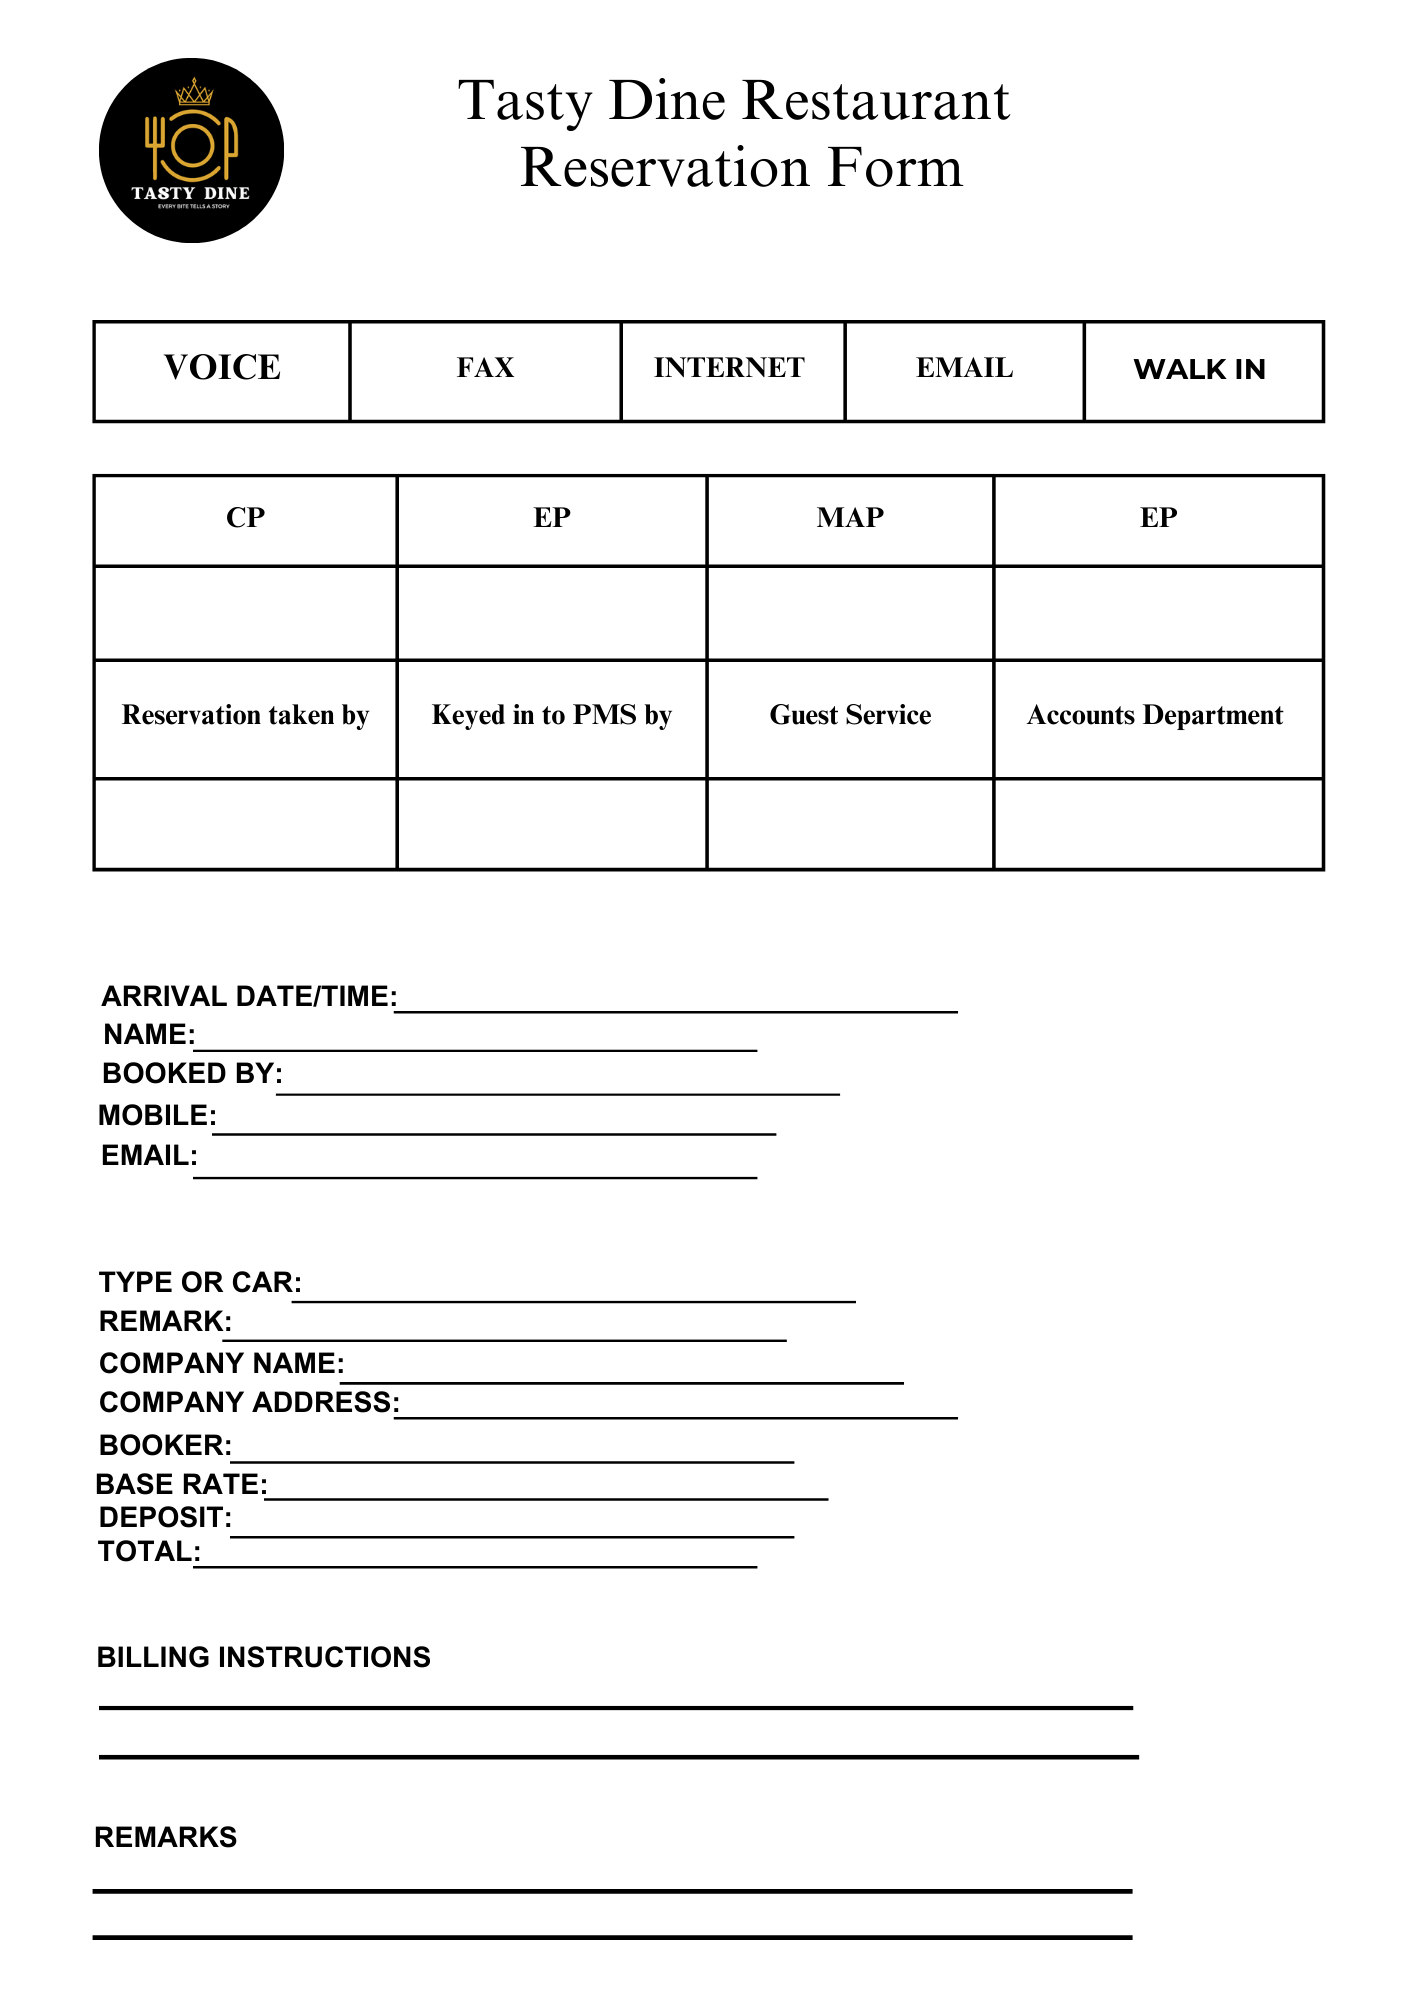 Tasty Dine Restaurant
Reservation Form
TASTY DINE
EVERY BITE TELLS A STORY
VOICE FAX INTERNET EMAIL WALK IN
CP EP MAP EP
Reservation taken by Keyed in to PMS by Guest Service Accounts Department
ARRIVAL DATE/TIME:
NAME:
BOOKED BY:
MOBILE:
EMAIL:
TYPE OR CAR:
REMARK:
COMPANY NAME:
COMPANY ADDRESS:
BOOKER:
BASE RATE:
DEPOSIT:
TOTAL:
BILLING INSTRUCTIONS
REMARKS